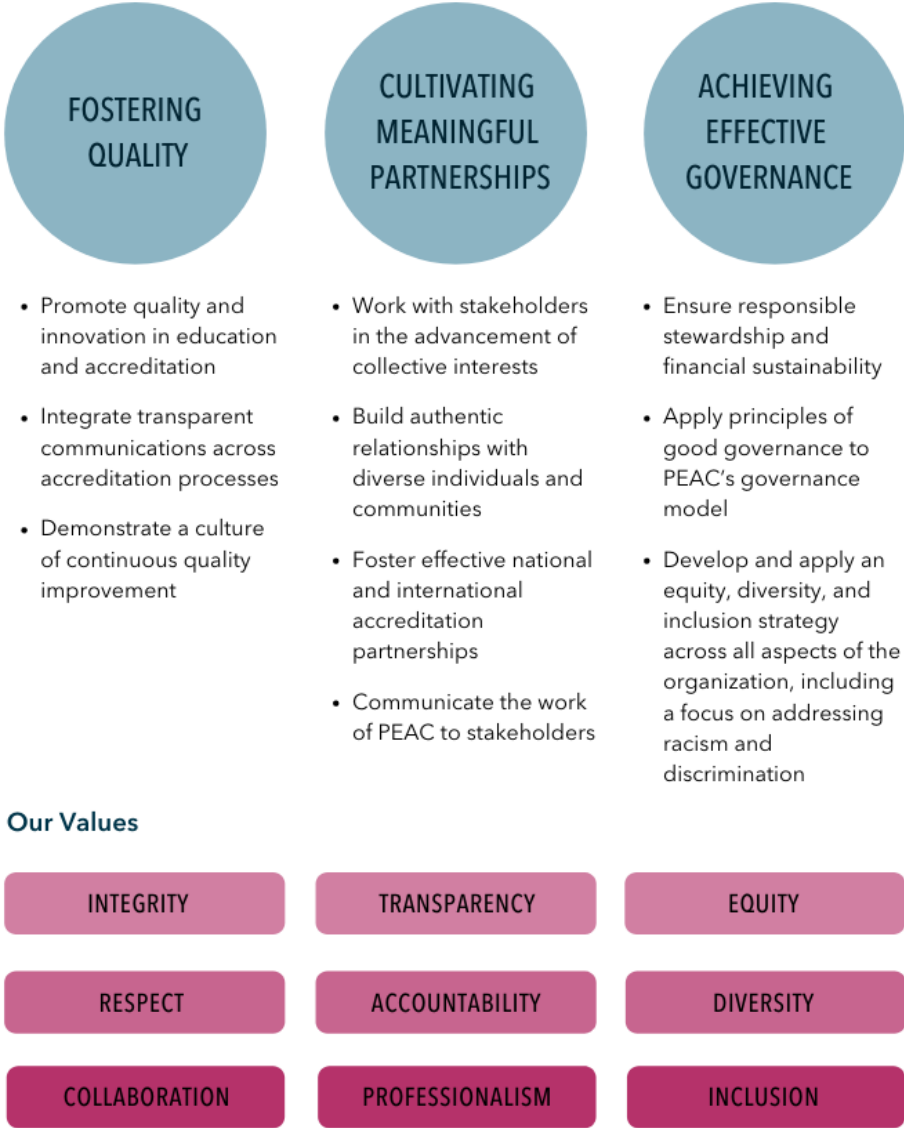 FOSTERING
QUALITY
CULTIVATING
MEANINGFUL
PARTNERSHIPS
ACHIEVING
EFFECTIVE
GOVERNANCE
• Promote quality and
innovation in education
and accreditation
• Integrate transparent
communications across
accreditation processes
• Demonstrate a culture
of continuous quality
improvement
• Work with stakeholders
in the advancement of
collective interests
• Build authentic
relationships with
diverse individuals and
communities
• Foster effective national
and international
accreditation
partnerships
• Communicate the work
of PEAC to stakeholders
• Ensure responsible
stewardship and
financial sustainability
• Apply principles of
good governance to
PEAC’s governance
model
• Develop and apply an
equity, diversity, and
inclusion strategy
across all aspects of the
organization, including
a focus on addressing
racism and
discrimination
Our Values
INTEGRITY
TRANSPARENCY
EQUITY
RESPECT
ACCOUNTABILITY
DIVERSITY
COLLABORATION
PROFESSIONALISM
INCLUSION